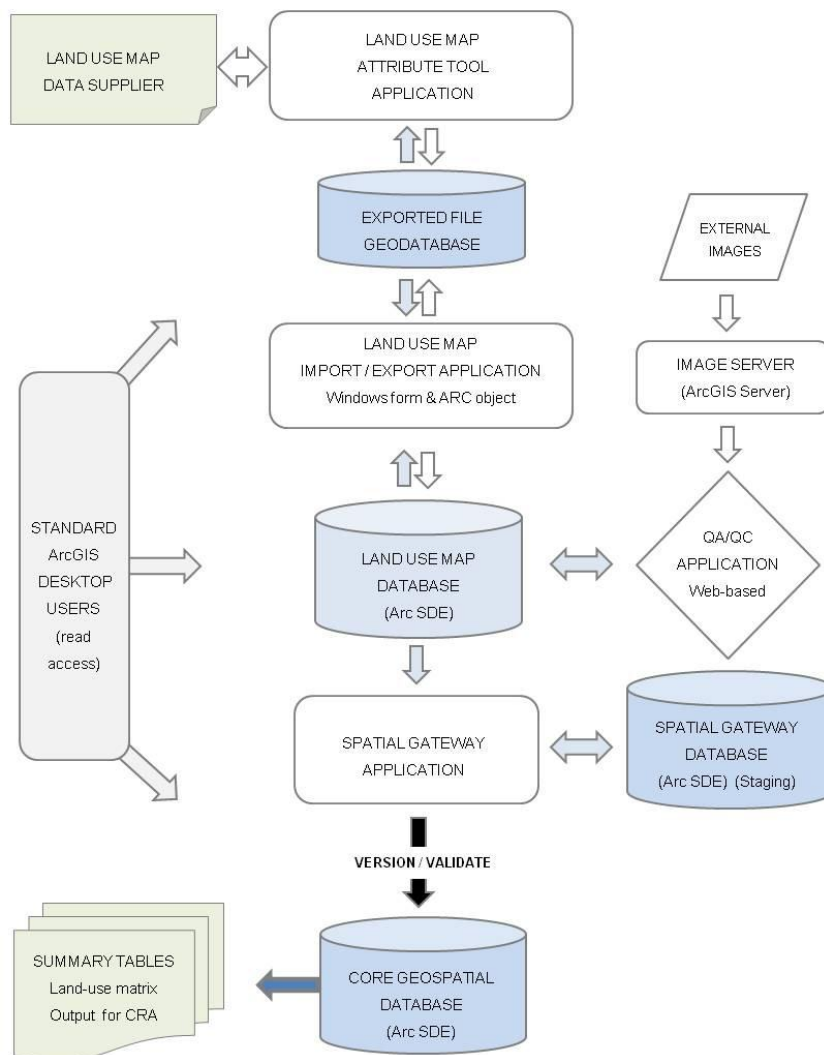 LAND USE MAP
DATA SUPPLIER
LAND USE MAP
ATTRIBUTE TOOL
APPLICATION
EXPORTED FILE
GEODATABASE
EXTERNAL
IMAGES
LAND USE MAP
IMPORT / EXPORT APPLICATION
Windows form & ARC object
IMAGE SERVER
(ArcGIS Server)
STANDARD
ArcGIS
DESKTOP
USERS
(read
access)
LAND USE MAP
DATABASE
(Arc SDE)
QA/QC
APPLICATION
Web-based
SPATIAL GATEWAY
APPLICATION
SPATIAL GATEWAY
DATABASE
(Arc SDE) (Staging)
VERSION / VALIDATE
SUMMARY TABLES
Land-use matrix
Output for CRA
CORE GEOSPATIAL
DATABASE
(Arc SDE)